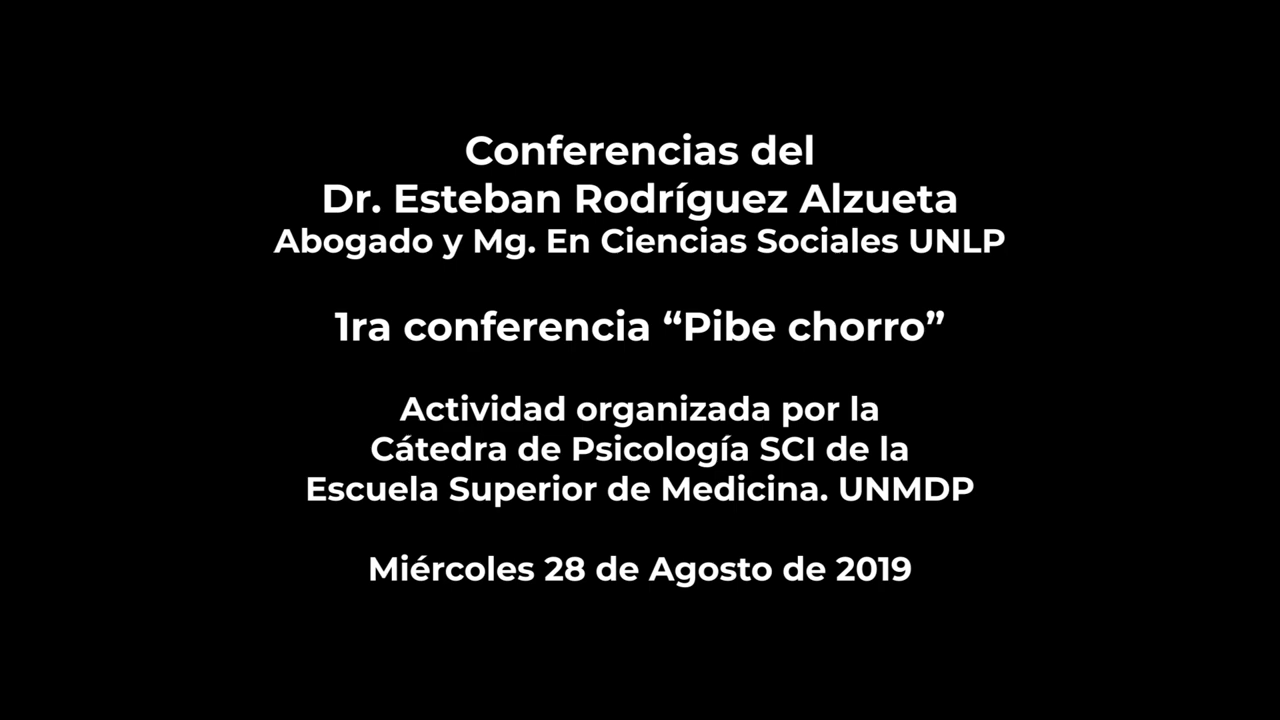 Conferencias del
Dr. Esteban Rodríguez Alzueta
Abogado y Mg. En Ciencias Sociales UNLP
1ra conferencia “Pibe chorro”
Actividad organizada por la
Cátedra de Psicología SCI de la
Escuela Superior de Medicina. UNMDP
Miércoles 28 de Agosto de 2019